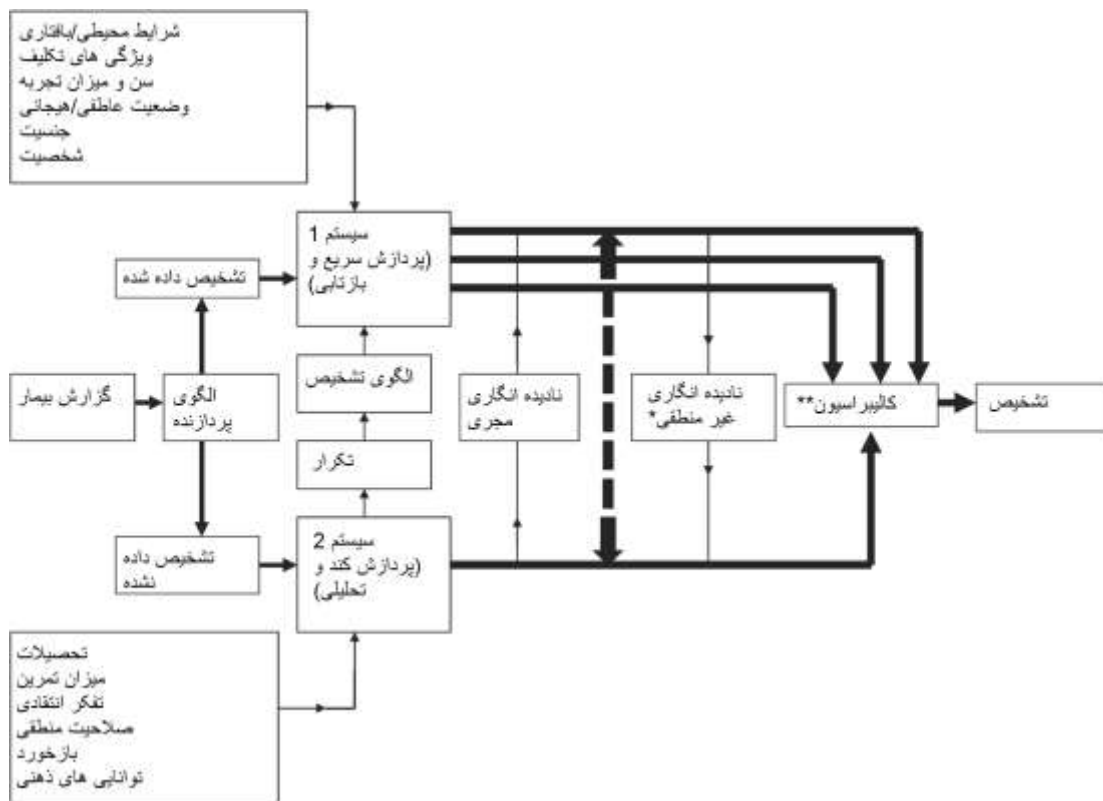 شرایط محیطی/بافتاری
ویژگی های تکلیف
سن و میزان تجربه
وضعیت عاطفی/هیجانی
جنسیت
شخصیت
سیستم 1
(پردازش سریع و
بازتابی)
تشخیص داده شده
گزارش بیمار
الگوی
پردازنده
الگوی تشخیص
نادیده انگاری
مجری
نادیده انگاری
غیر منطقی*
کالیبراسیون**
تشخیص
تکرار
تشخیص داده
نشده
سیستم 2
(پردازش کند و
تحلیلی)
تحصیلات
میزان تمرین
تفکر انتقادی
صلاحیت منطقی
بازخورد
توانایی های ذهنی